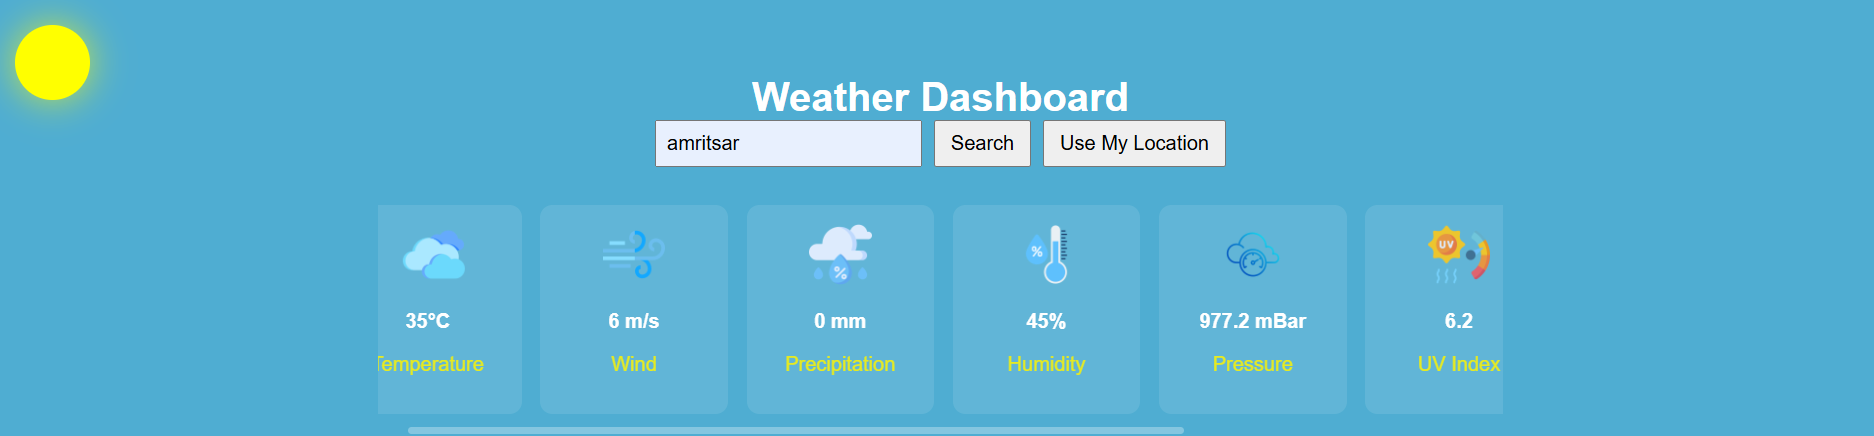 Weather Dashboard
amritsar Search Use My Location
% UV
35°C 6 m/s 0 mm 45% 977.2 mBar 6.2
Temperature Wind Precipitation Humidity Pressure UV Index